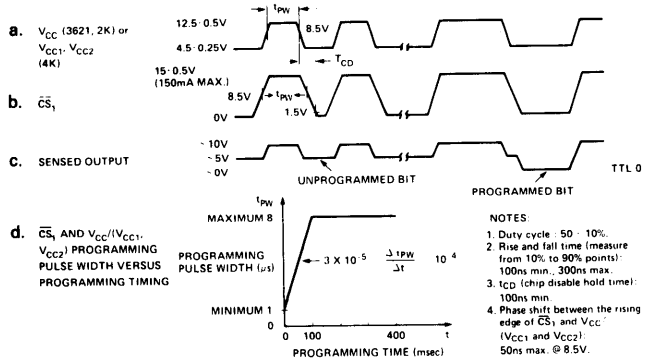 tPW
a. VCC (3621, 2K) or
VCC1, VCC2
(4K)
12.5·0.5V
8.5V
4.5·0.25V
TCD
15·0.5V
(150mA MAX.)
b. CS1
8.5V
tPW
1.5V
0V
c. SENSED OUTPUT
~10V
~5V
~0V
UNPROGRAMMED BIT
PROGRAMMED BIT
TTL 0
d. CS1 AND VCC/(VCC1,
VCC2) PROGRAMMING
PULSE WIDTH VERSUS
PROGRAMMING TIMING
tPW
MAXIMUM 8
PROGRAMMING
PULSE WIDTH (μs)
3 X 10-5
ΔtPW
Δt
10-4
MINIMUM 1
0
0 100 400 t
PROGRAMMING TIME (msec)
NOTES:
1. Duty cycle : 50 · 10%.
2. Rise and fall time (measure
from 10% to 90% points):
100ns min., 300ns max.
3. tCD (chip disable hold time):
100ns min.
4. Phase shift between the rising
edge of CS1 and VCC
(VCC1 and VCC2):
50ns max. @ 8.5V.